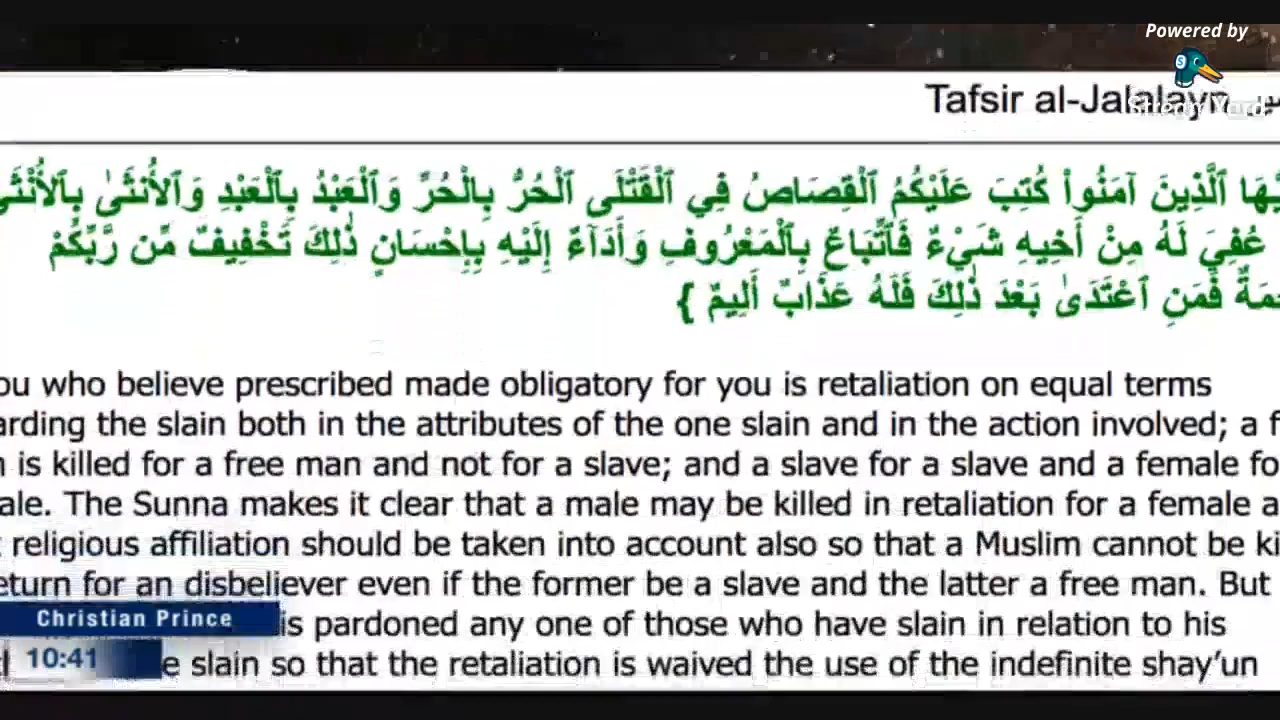 Powered by
StreamYard
Tafsir al-Jalalayn
ٱلَّذِينَ آمَنُواْ كُتِبَ عَلَيْكُمُ ٱلْقِصَاصُ فِي ٱلْقَتْلَى ٱلْحُرُّ بِالْحُرِّ وَٱلْعَبْدُ بِٱلْعَبْدِ وَٱلأُنثَىٰ بِٱلأُنْثَىٰ
عُفِيَ لَهُ مِنْ أَخِيهِ شَيْءٌ فَٱتِّبَاعٌ بِٱلْمَعْرُوفِ وَأَدَآءٌ إِلَيْهِ بِإِحْسَانٍ ذٰلِكَ تَخْفِيفٌ مِّن رَّبِّكُمْ
فَمَنِ ٱعْتَدَىٰ بَعْدَ ذٰلِكَ فَلَهُ عَذَابٌ أَلِيمٌ }
ou who believe prescribed made obligatory for you is retaliation on equal terms
arding the slain both in the attributes of the one slain and in the action involved; a f
is killed for a free man and not for a slave; and a slave for a slave and a female fo
ale. The Sunna makes it clear that a male may be killed in retaliation for a female a
religious affiliation should be taken into account also so that a Muslim cannot be ki
eturn for an disbeliever even if the former be a slave and the latter a free man. But
is pardoned any one of those who have slain in relation to his
e slain so that the retaliation is waived the use of the indefinite shay’un
Christian Prince
10:41